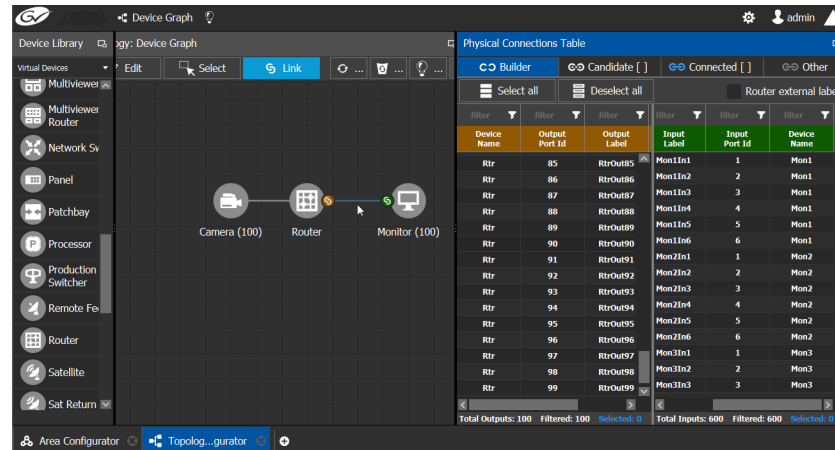 GV Device Graph admin
Device Library ogy: Device Graph Physical Connections Table
Virtual Devices Edit Select Link ... ... ... Builder Candidate [ ] Connected [ ] Other
Select all Deselect all Router external labe
filter filter filter filter filter filter
Device Name Output Port Id Output Label Input Label Input Port Id Device Name
Rtr 85 RtrOut85 Mon1In1 1 Mon1
Rtr 86 RtrOut86 Mon1In2 2 Mon1
Rtr 87 RtrOut87 Mon1In3 3 Mon1
Rtr 88 RtrOut88 Mon1In4 4 Mon1
Rtr 89 RtrOut89 Mon1In5 5 Mon1
Rtr 90 RtrOut90 Mon1In6 6 Mon1
Rtr 91 RtrOut91 Mon2In1 1 Mon2
Rtr 92 RtrOut92 Mon2In2 2 Mon2
Rtr 93 RtrOut93 Mon2In3 3 Mon2
Rtr 94 RtrOut94 Mon2In4 4 Mon2
Rtr 95 RtrOut95 Mon2In5 5 Mon2
Rtr 96 RtrOut96 Mon2In6 6 Mon2
Rtr 97 RtrOut97 Mon3In1 1 Mon3
Rtr 98 RtrOut98 Mon3In2 2 Mon3
Rtr 99 RtrOut99 Mon3In3 3 Mon3
Total Outputs: 100 Filtered: 100 Selected: 0 Total Inputs: 600 Filtered: 600 Selected: 0
Multiviewer
Multiviewer
Router
Network Sw
Panel
Patchbay
P Processor
Production
Switcher
Remote Fe
Router
Satellite
Sat Return
Camera (100) Router Monitor (100)
Area Configurator Topolog...gurator